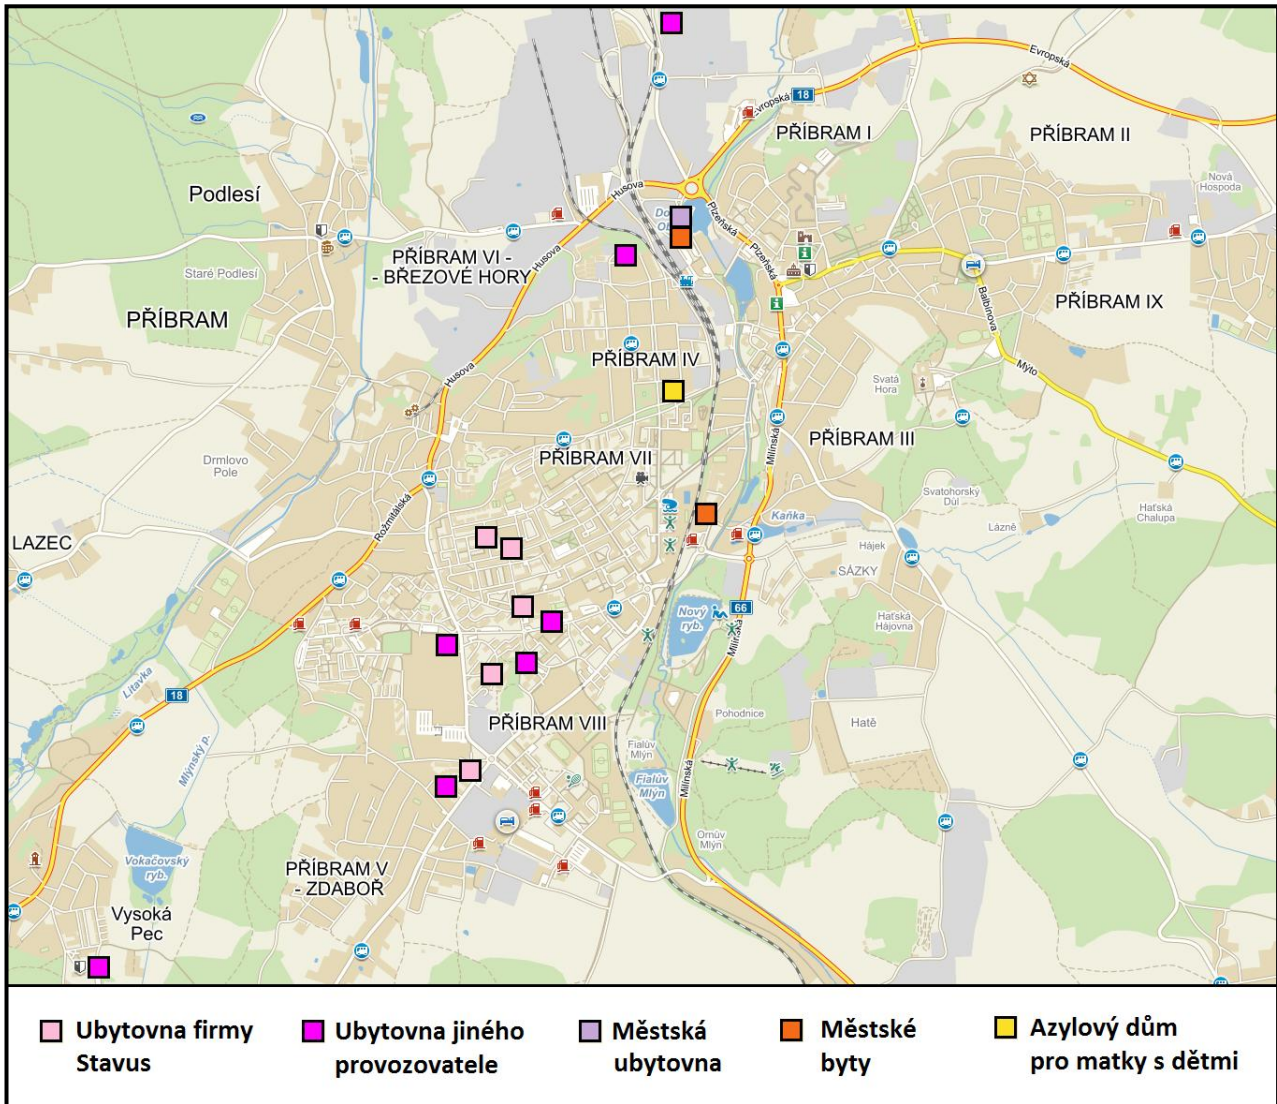 Evropská
18
Evropská
PŘÍBRAM I
PŘÍBRAM II
Nová
Hospoda
Podlesí
Husova
Plzeňská
Plzeňská
PŘÍBRAM VI -
- BŘEZOVÉ HORY
Husova
Staré Podlesí
Balbínova
PŘÍBRAM IX
PŘÍBRAM
PŘÍBRAM IV
Husova
Mýto
Svatá
Hora
PŘÍBRAM III
Milínská
PŘÍBRAM VII
Drmlovo
Pole
Rožmitálská
Svatohorský
Důl
Haťská
Chalupa
Kaňka
Lázně
LAZEC
Hájek
SÁZKY
Nový
ryb.
66
Milínská
Haťská
Hájovna
Litavka
18
Mlýnský p.
PŘÍBRAM VIII
Pohodnice
Hatě
Fialův
Mlýn
Fialův
Mlýn
Milínská
Ornův
Mlýn
Vokačovský
ryb.
PŘÍBRAM V
- ZDABOŘ
Vysoká
Pec
Ubytovna firmy
Stavus
Ubytovna jiného
provozovatele
Městská
ubytovna
Městské
byty
Azylový dům
pro matky s dětmi